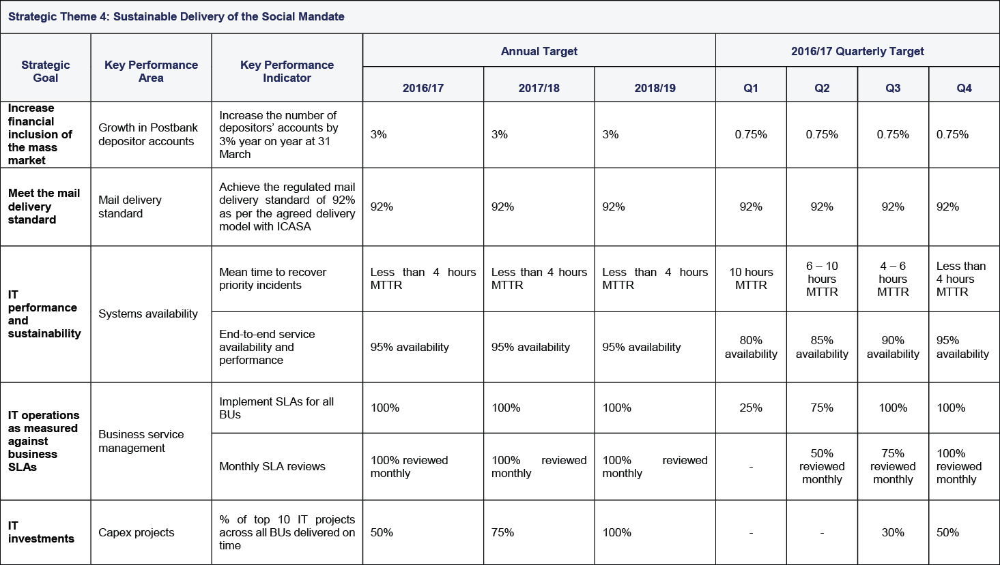 Strategic Theme 4: Sustainable Delivery of the Social Mandate
Strategic
Goal
Key Performance
Area
Key Performance
Indicator
Annual Target
2016/17 Quarterly Target
2016/17
2017/18
2018/19
Q1
Q2
Q3
Q4
Increase
financial
inclusion of
the mass
market
Growth in Postbank
depositor accounts
Increase the number of
depositors’ accounts by
3% year on year at 31
March
3%
3%
3%
0.75%
0.75%
0.75%
0.75%
Meet the mail
delivery
standard
Mail delivery
standard
Achieve the regulated mail
delivery standard of 92%
as per the agreed delivery
model with ICASA
92%
92%
92%
92%
92%
92%
92%
IT
performance
and
sustainability
Systems availability
Mean time to recover
priority incidents
Less than 4 hours
MTTR
Less than 4 hours
MTTR
Less than 4 hours
MTTR
10 hours
MTTR
6 – 10
hours
MTTR
4 – 6
hours
MTTR
Less than
4 hours
MTTR
End-to-end service
availability and
performance
95% availability
95% availability
95% availability
80%
availability
85%
availability
90%
availability
95%
availability
IT operations
as measured
against
business
SLAs
Business service
management
Implement SLAs for all
BUs
100%
100%
100%
25%
75%
100%
100%
Monthly SLA reviews
100% reviewed
monthly
100% reviewed
monthly
100% reviewed
monthly
-
50%
reviewed
monthly
75%
reviewed
monthly
100%
reviewed
monthly
IT
investments
Capex projects
% of top 10 IT projects
across all BUs delivered on
time
50%
75%
100%
-
-
30%
50%